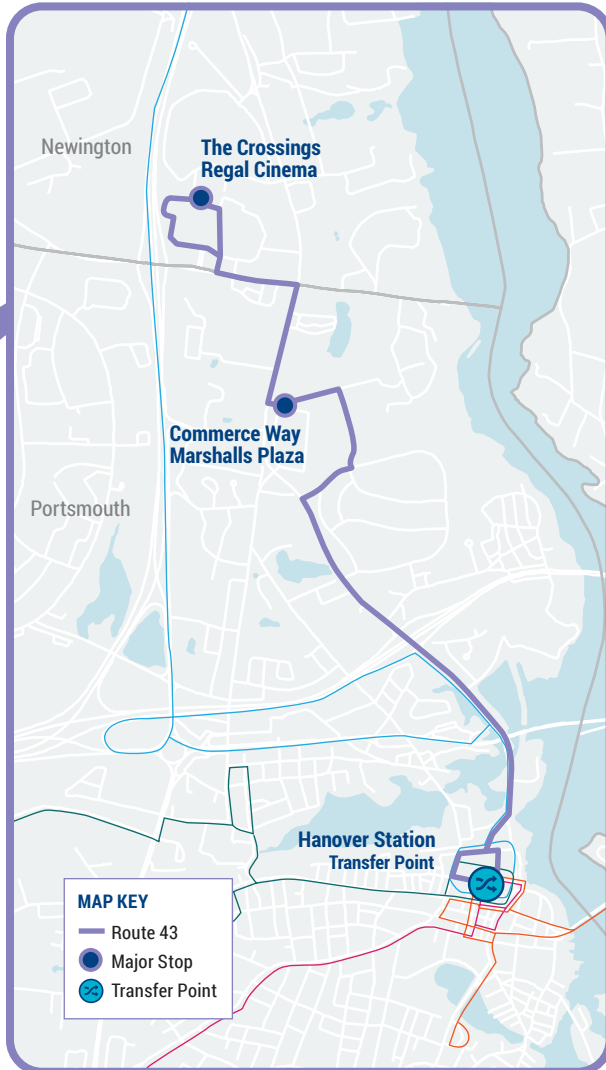 Newington
The Crossings
Regal Cinema
Commerce Way
Marshalls Plaza
Portsmouth
Hanover Station
Transfer Point
MAP KEY
Route 43
Major Stop
Transfer Point